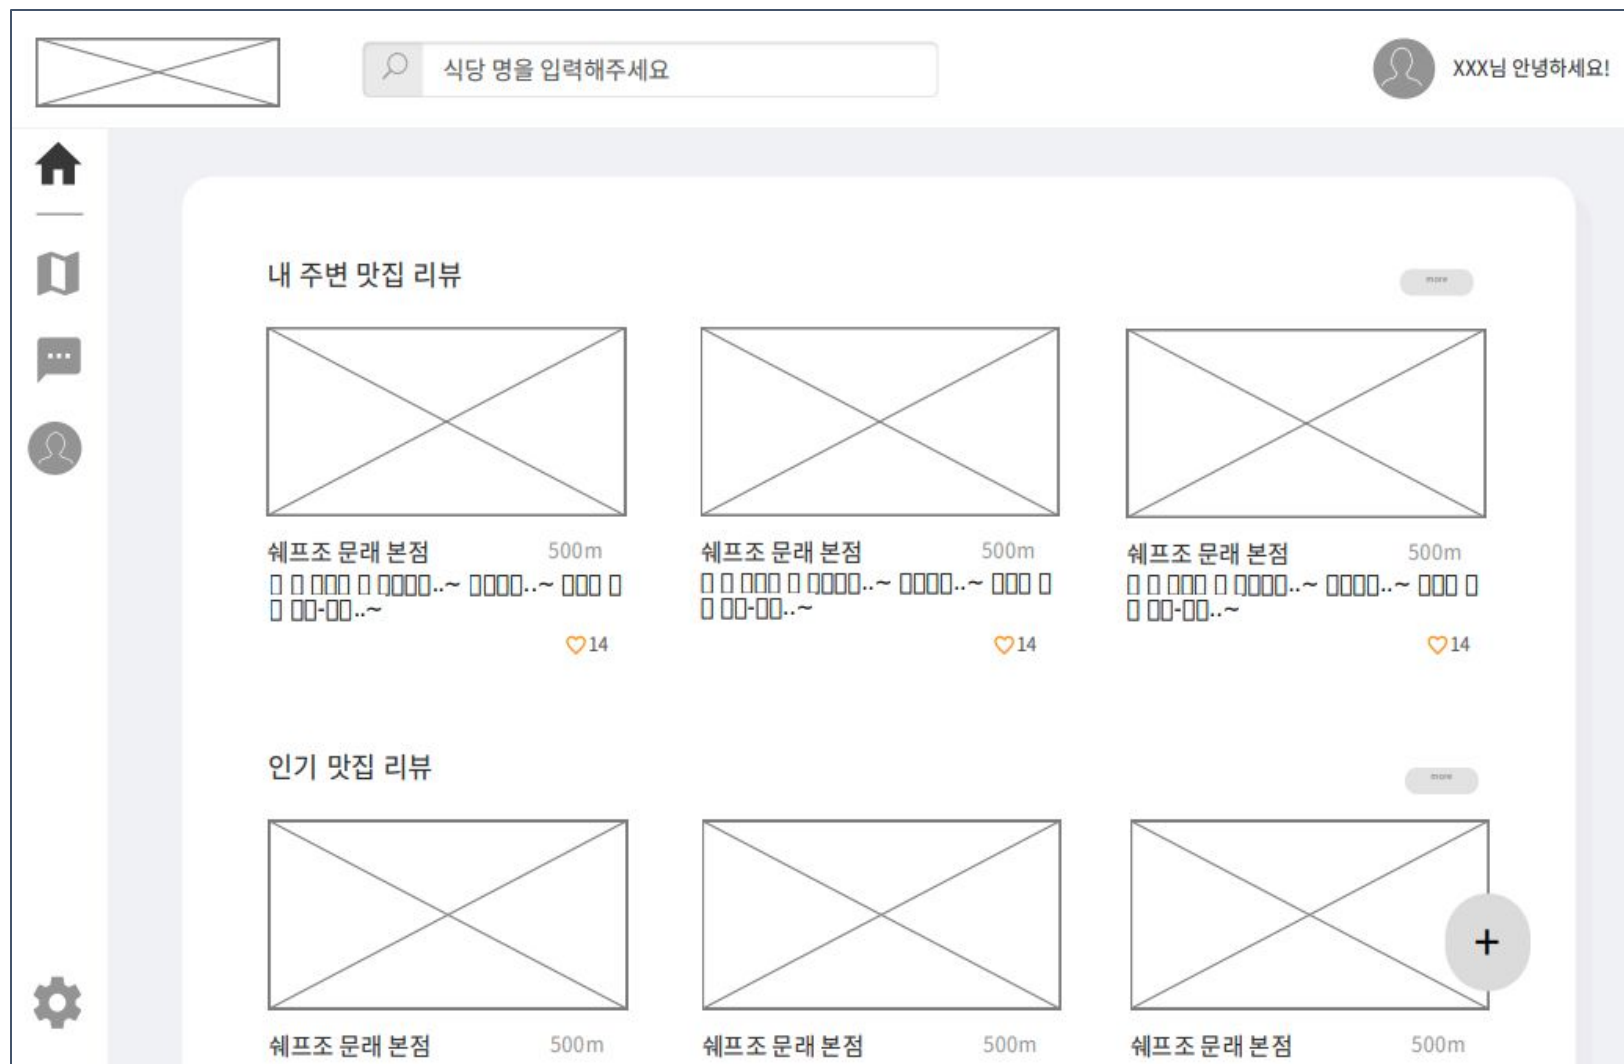 식당 명을 입력해주세요
XXX님 안녕하세요!
내 주변 맛집 리뷰
more
쉐프조 문래 본점 500m
14
쉐프조 문래 본점 500m
14
쉐프조 문래 본점 500m
14
인기 맛집 리뷰
more
쉐프조 문래 본점 500m
쉐프조 문래 본점 500m
쉐프조 문래 본점 500m